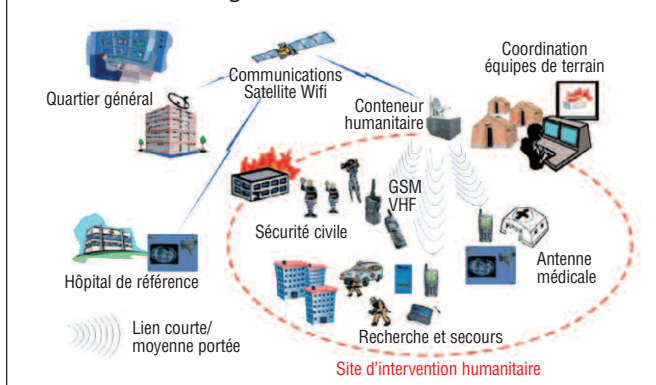 Coordination
équipes de terrain
Communications
Satellite Wifi
Quartier général
Conteneur
humanitaire
GSM
VHF
Sécurité civile
Antenne
médicale
Hôpital de référence
Recherche et secours
Lien courte/
moyenne portée
Site d'intervention humanitaire